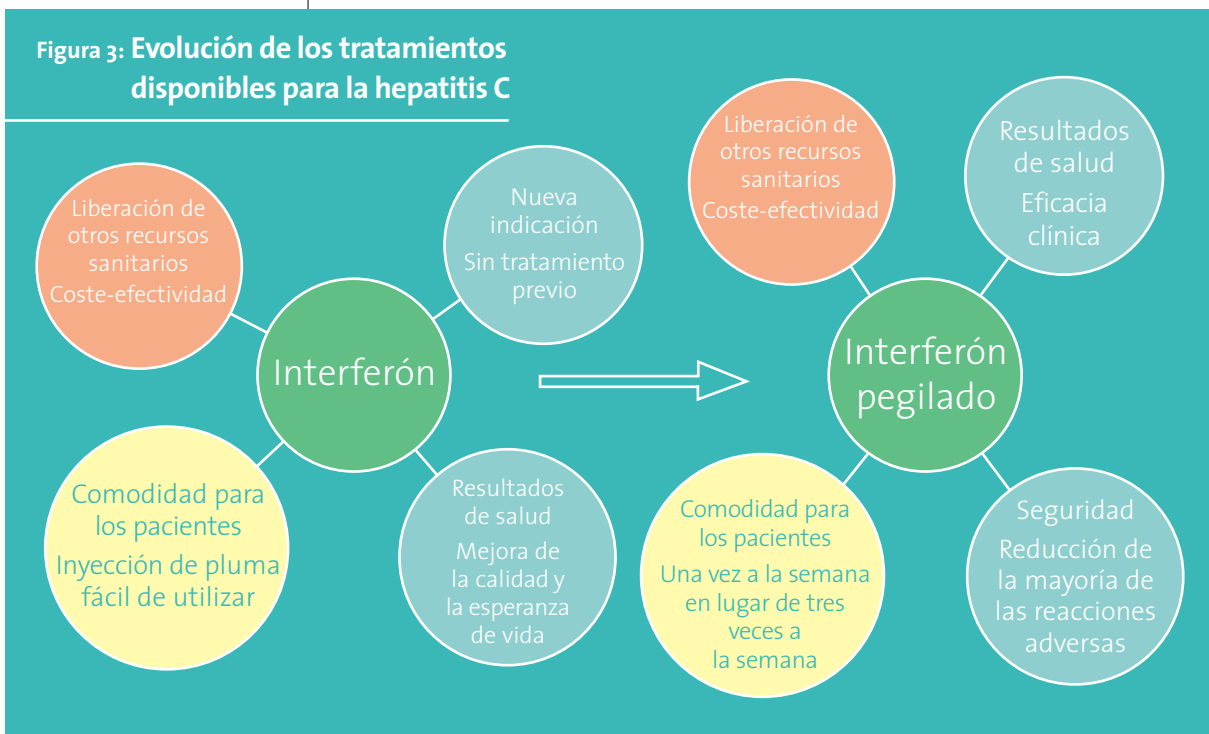 Figura 3: Evolución de los tratamientos
disponibles para la hepatitis C
Liberación de
otros recursos
sanitarios
Coste-efectividad
Nueva
indicación
Sin tratamiento
previo
Interferón
Comodidad para
los pacientes
Inyección de pluma
fácil de utilizar
Resultados
de salud
Mejora de
la calidad y
la esperanza
de vida
Liberación de
otros recursos
sanitarios
Coste-efectividad
Resultados
de salud
Eficacia
clínica
Interferón
pegilado
Comodidad para
los pacientes
Una vez a la semana
en lugar de tres
veces a
la semana
Seguridad
Reducción de
la mayoría de
las reacciones
adversas